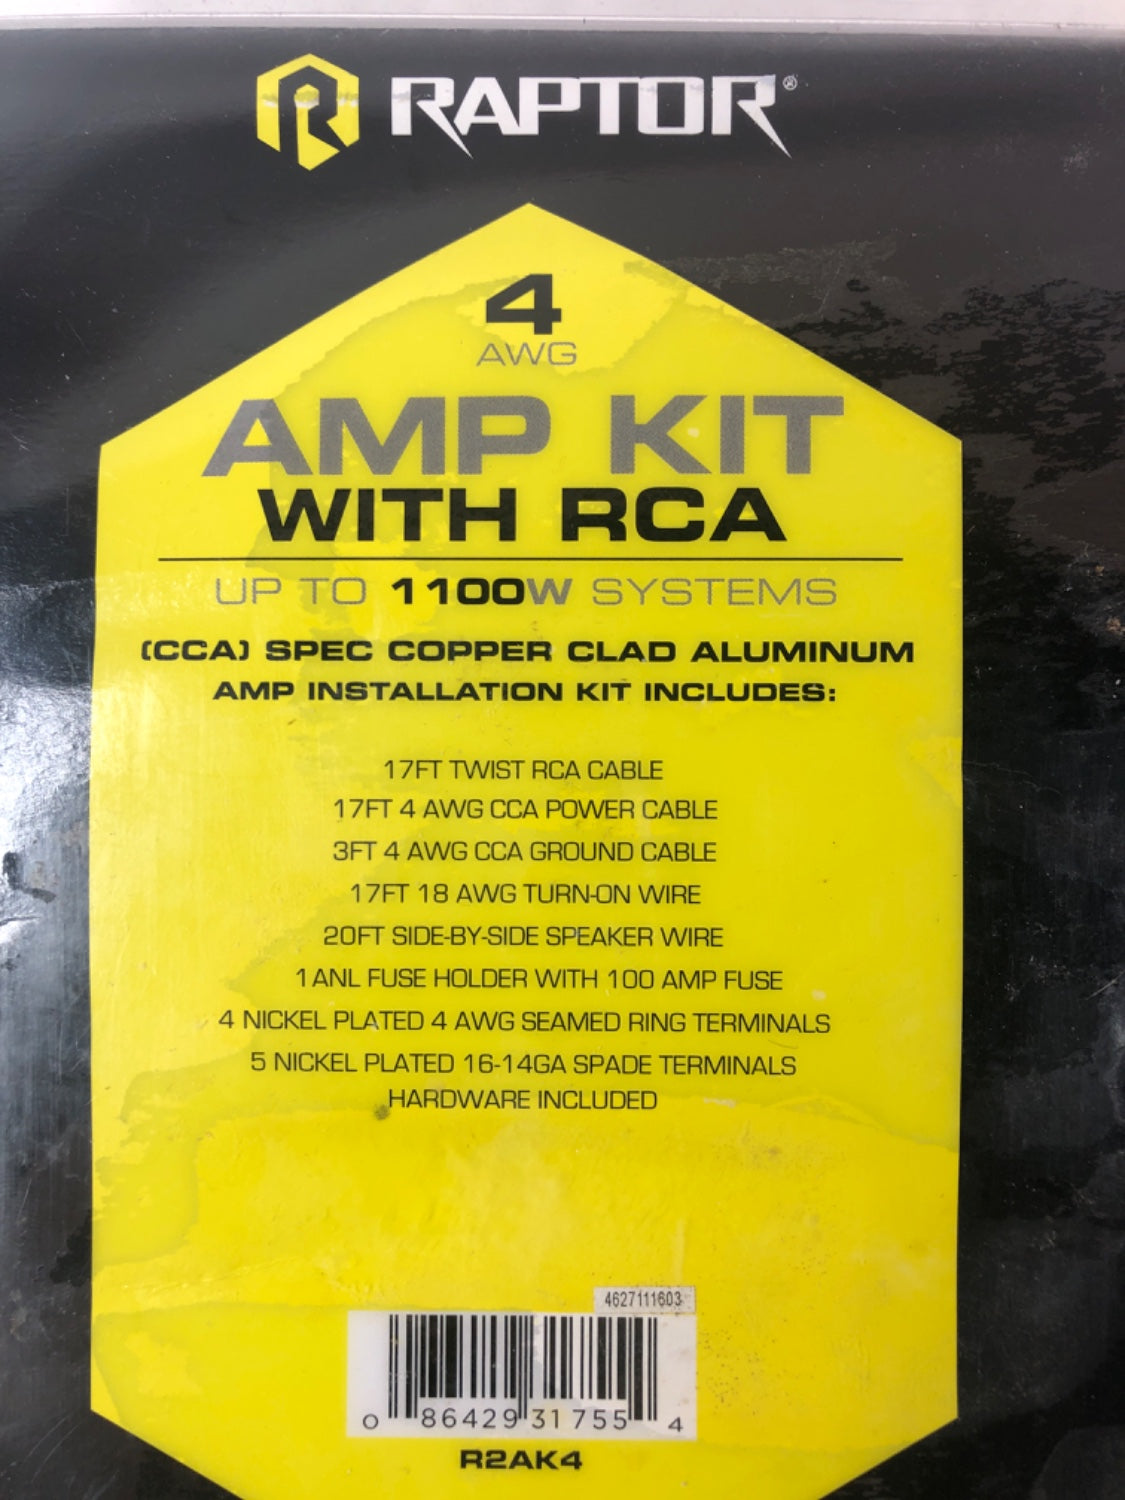 RAPTOR®
4
AWG
AMP KIT
WITH RCA
UP TO 1100W SYSTEMS
(CCA) SPEC COPPER CLAD ALUMINUM
AMP INSTALLATION KIT INCLUDES:
17FT TWIST RCA CABLE
17FT 4 AWG CCA POWER CABLE
3FT 4 AWG CCA GROUND CABLE
17FT 18 AWG TURN-ON WIRE
20FT SIDE-BY-SIDE SPEAKER WIRE
1 ANL FUSE HOLDER WITH 100 AMP FUSE
4 NICKEL PLATED 4 AWG SEAMED RING TERMINALS
5 NICKEL PLATED 16-14GA SPADE TERMINALS
HARDWARE INCLUDED
4627111603
0 86429 31755 4
R2AK4